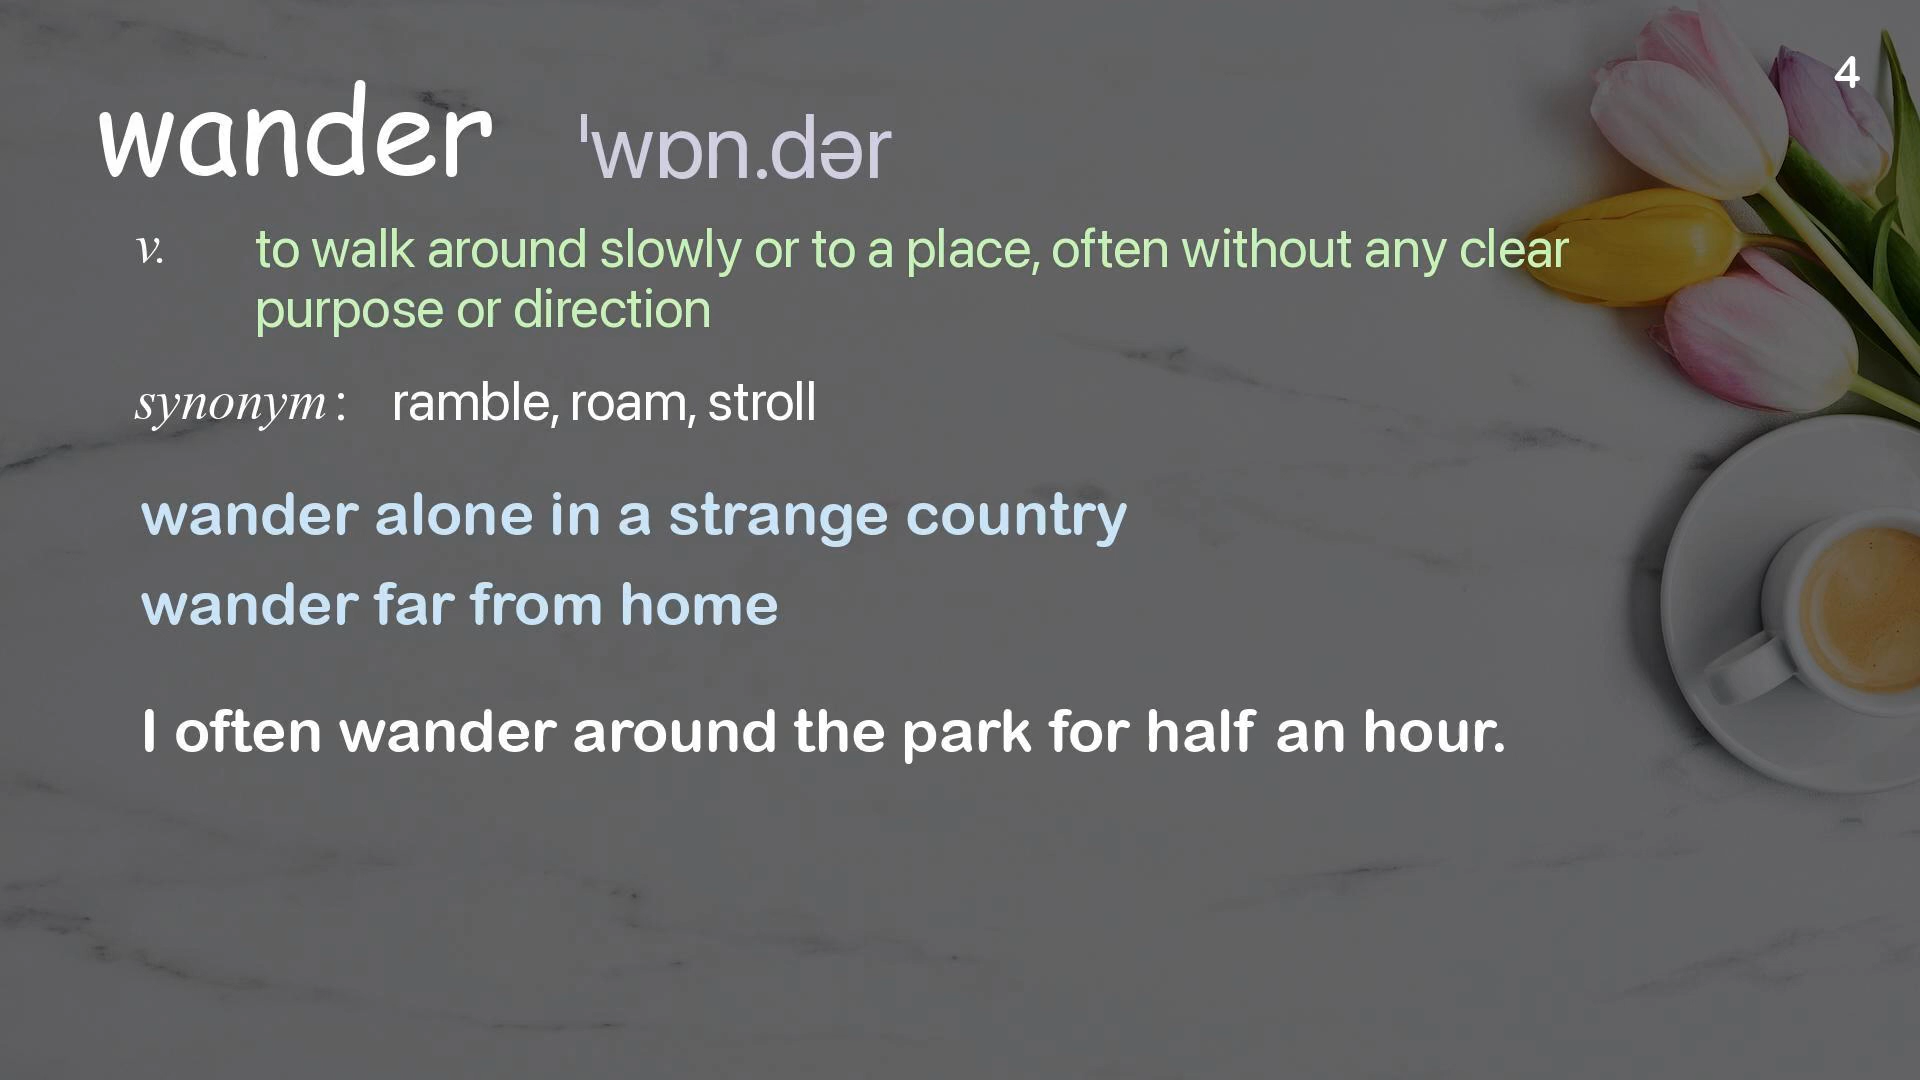 4
wander ˈwɒn.dər
v. to walk around slowly or to a place, often without any clear
purpose or direction
synonym: ramble, roam, stroll
wander alone in a strange country
wander far from home
I often wander around the park for half an hour.